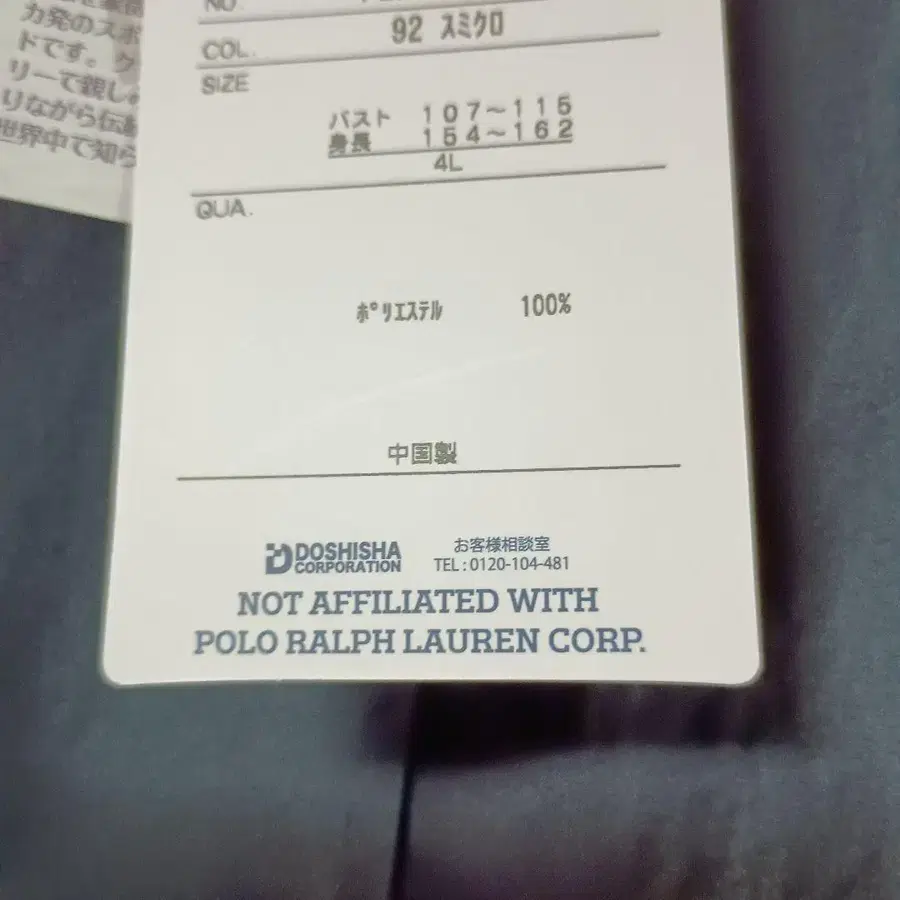 カ発のスポ
ドです。ク
リーで親し
りながら伝
世界中で知ら
NO.
COL. 92 スミクロ
SIZE
バスト 107～115
身長 154～162
4L
QUA.
ポリエステル 100%
中国製
DOSHISHA
CORPORATION
お客様相談室
TEL : 0120-104-481
NOT AFFILIATED WITH
POLO RALPH LAUREN CORP.